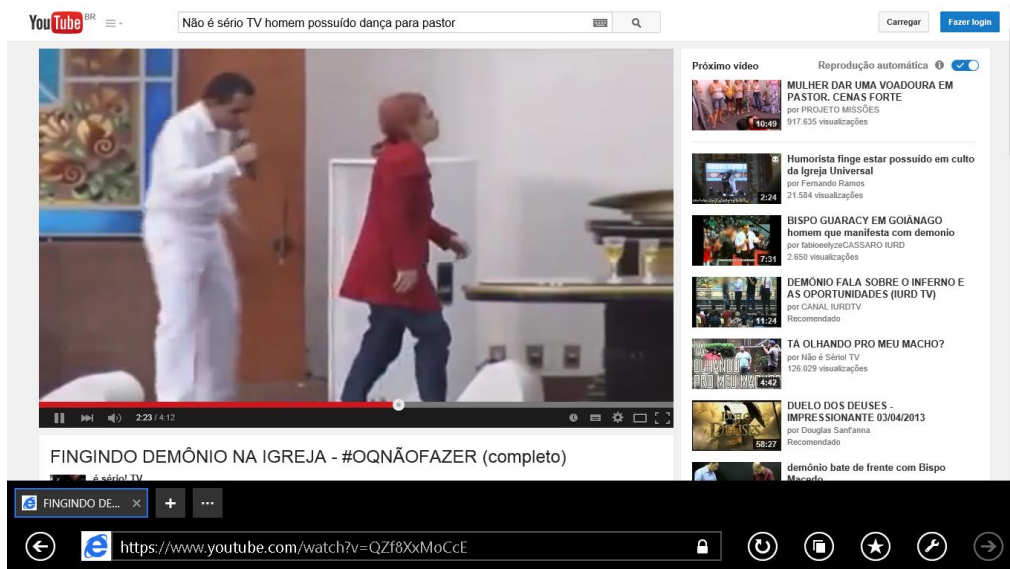 YouTube BR
Não é sério TV homem possuído dança para pastor
Carregar
Fazer login
2:23 / 4:12
FINGINDO DEMÔNIO NA IGREJA - #OQNÃOFAZER (completo)
é sério! TV
Próximo vídeo
Reprodução automática
MULHER DAR UMA VOADOURA EM
PASTOR. CENAS FORTE
por PROJETO MISSÕES
917.635 visualizações
10:49
Humorista finge estar possuido em culto
da Igreja Universal
por Fernando Ramos
21.584 visualizações
2:24
BISPO GUARACY EM GOIÂNAGO
homem que manifesta com demonio
por fabioeelyzeCASSARO IURD
2.650 visualizações
7:31
DEMÓNIO FALA SOBRE O INFERNO E
AS OPORTUNIDADES (IURD TV)
por CANAL IURDTV
Recomendado
11:24
TÁ OLHANDO PRO MEU MACHO?
por Não é Sério! TV
126.029 visualizações
TÁ
OLHANDO
PRO MEU
4:42
DUELO DOS DEUSES -
IMPRESSIONANTE 03/04/2013
por Douglas Sant'anna
Recomendado
58:27
demónio bate de frente com Bispo
Macedo
FINGINDO DE...
https://www.youtube.com/watch?v=QZf8XxMoCcE